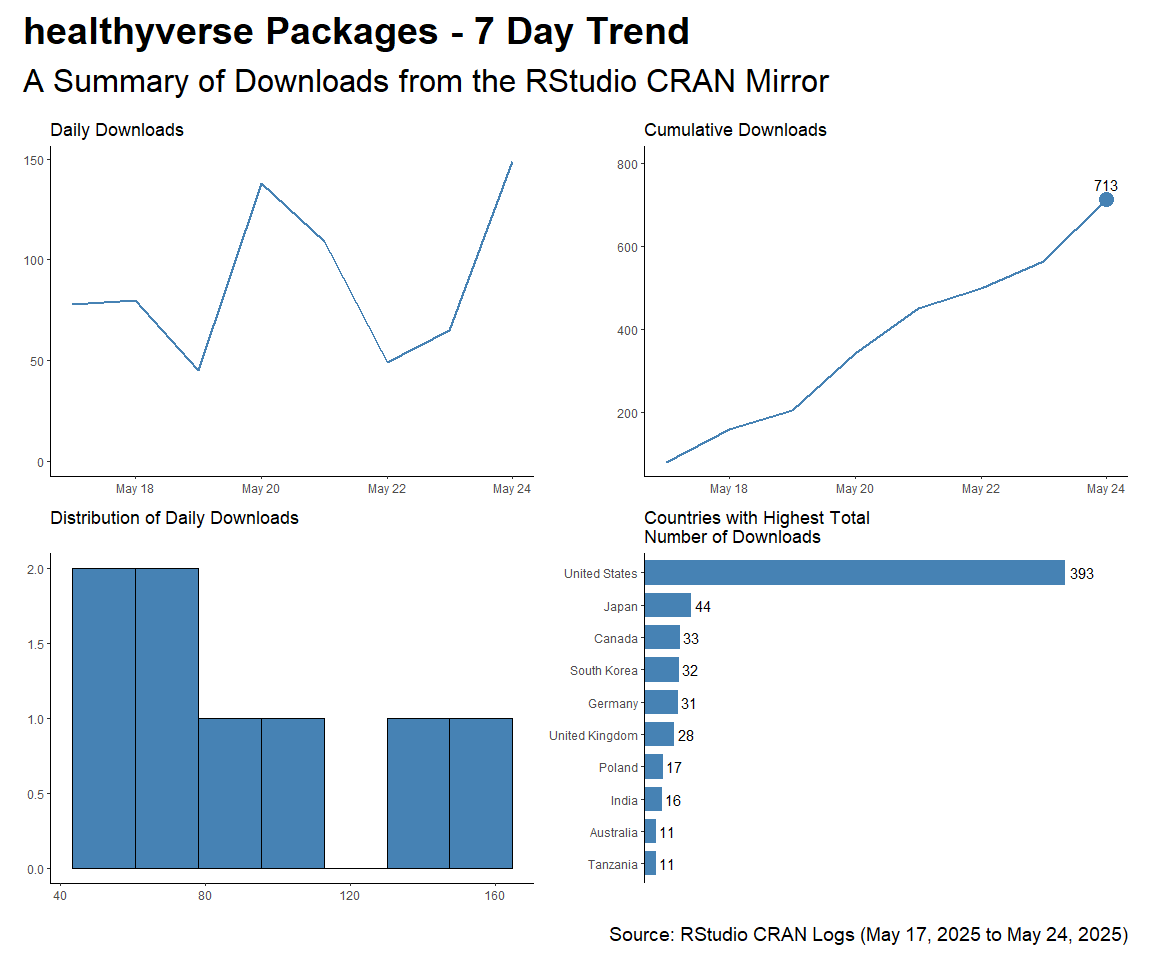 healthyverse Packages - 7 Day Trend
A Summary of Downloads from the RStudio CRAN Mirror
Daily Downloads
150
100
50
0
May 18
May 20
May 22
May 24
Cumulative Downloads
800
600
400
200
713
May 18
May 20
May 22
May 24
Distribution of Daily Downloads
2.0
1.5
1.0
0.5
0.0
40
80
120
160
Countries with Highest Total
Number of Downloads
United States 393
Japan 44
Canada 33
South Korea 32
Germany 31
United Kingdom 28
Poland 17
India 16
Australia 11
Tanzania 11
Source: RStudio CRAN Logs (May 17, 2025 to May 24, 2025)